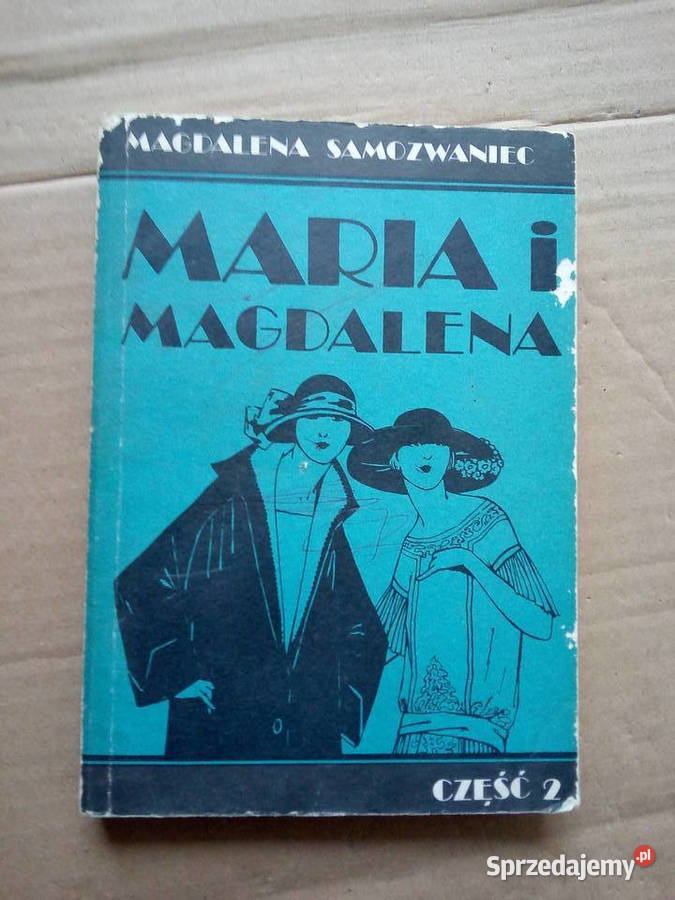 MAGDALENA SAMOZWANIEC
MARIA i
MAGDALENA
CZĘŚĆ 2
Sprzedajemy.pl